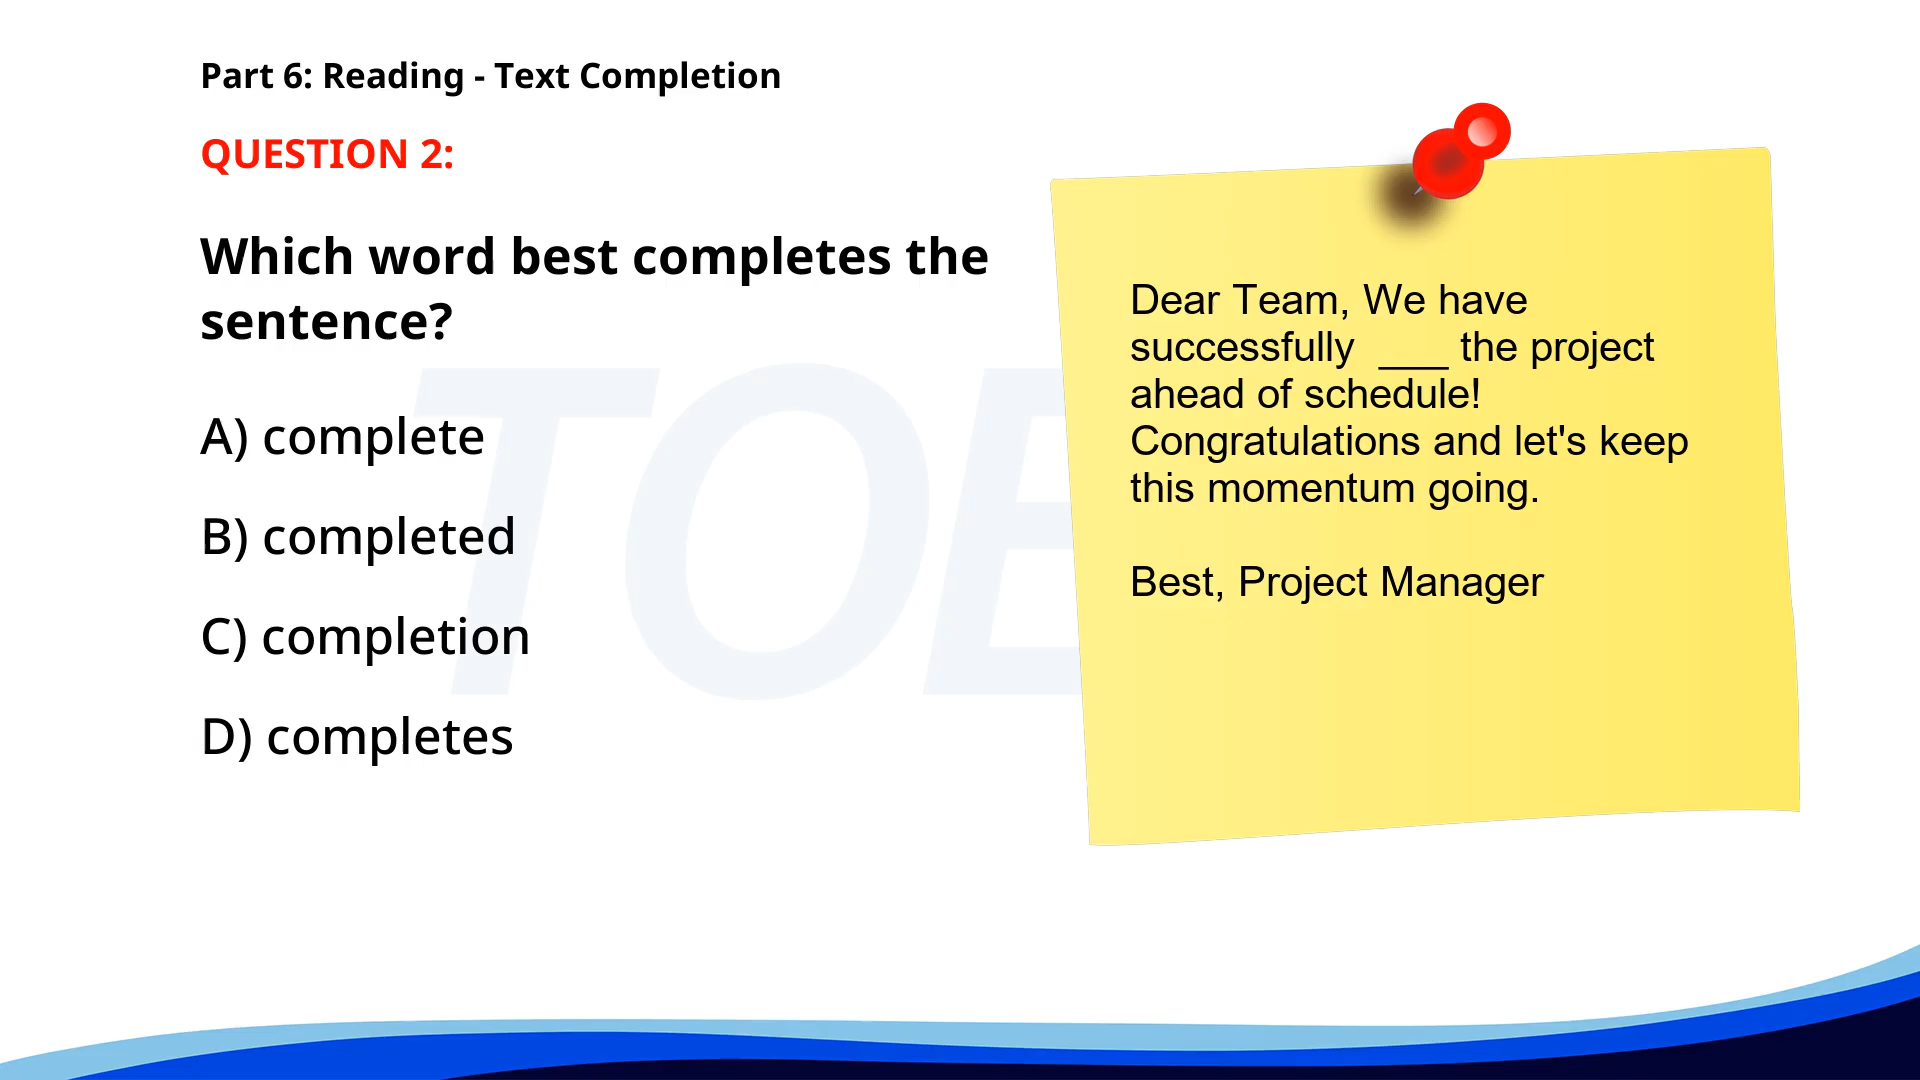 Part 6: Reading - Text Completion
QUESTION 2:
Which word best completes the
sentence?
A) complete
B) completed
C) completion
D) completes
Dear Team, We have
successfully ___ the project
ahead of schedule!
Congratulations and let's keep
this momentum going.
Best, Project Manager
TOE